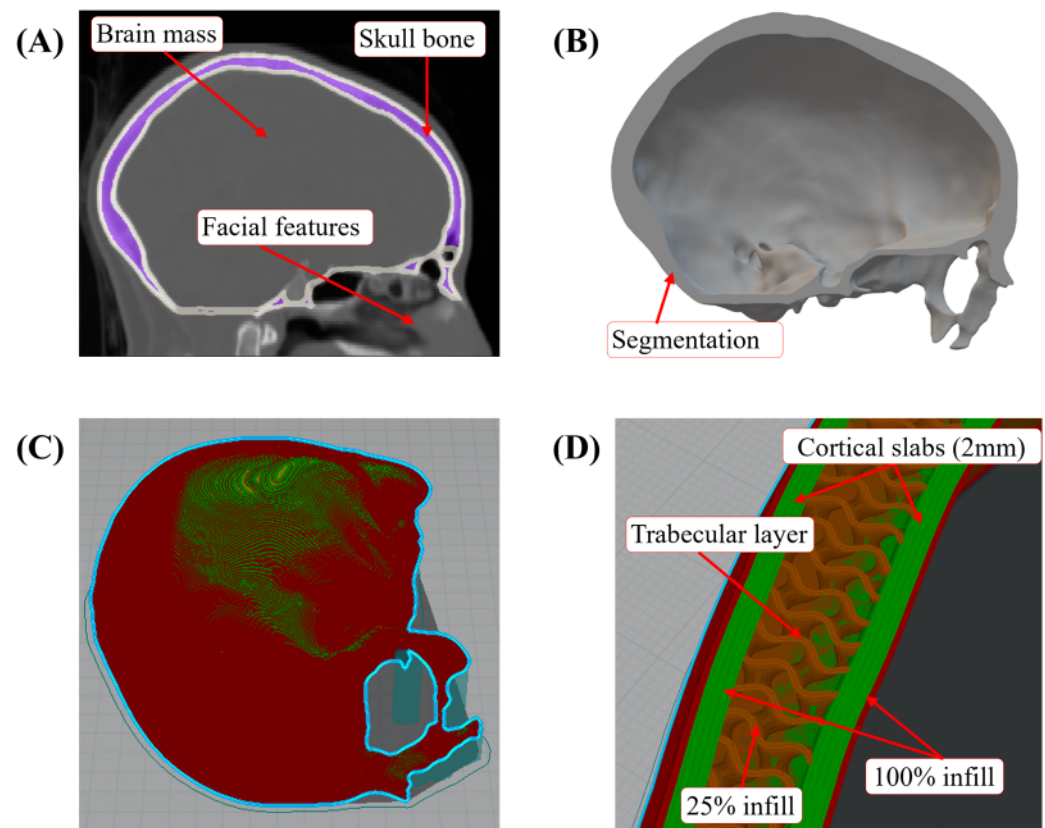 (A)
Brain mass
Skull bone
Facial features
(B)
Segmentation
(C)
(D)
Cortical slabs (2mm)
Trabecular layer
100% infill
25% infill